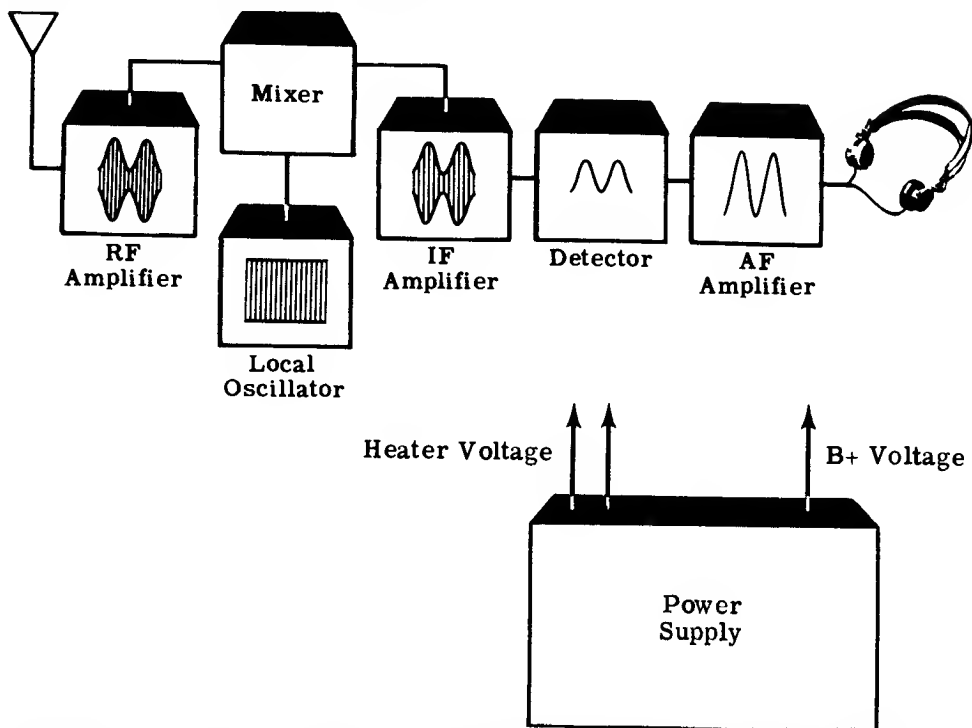 Mixer
RF
Amplifier
Local
Oscillator
IF
Amplifier
Detector
AF
Amplifier
Heater Voltage
B+ Voltage
Power
Supply